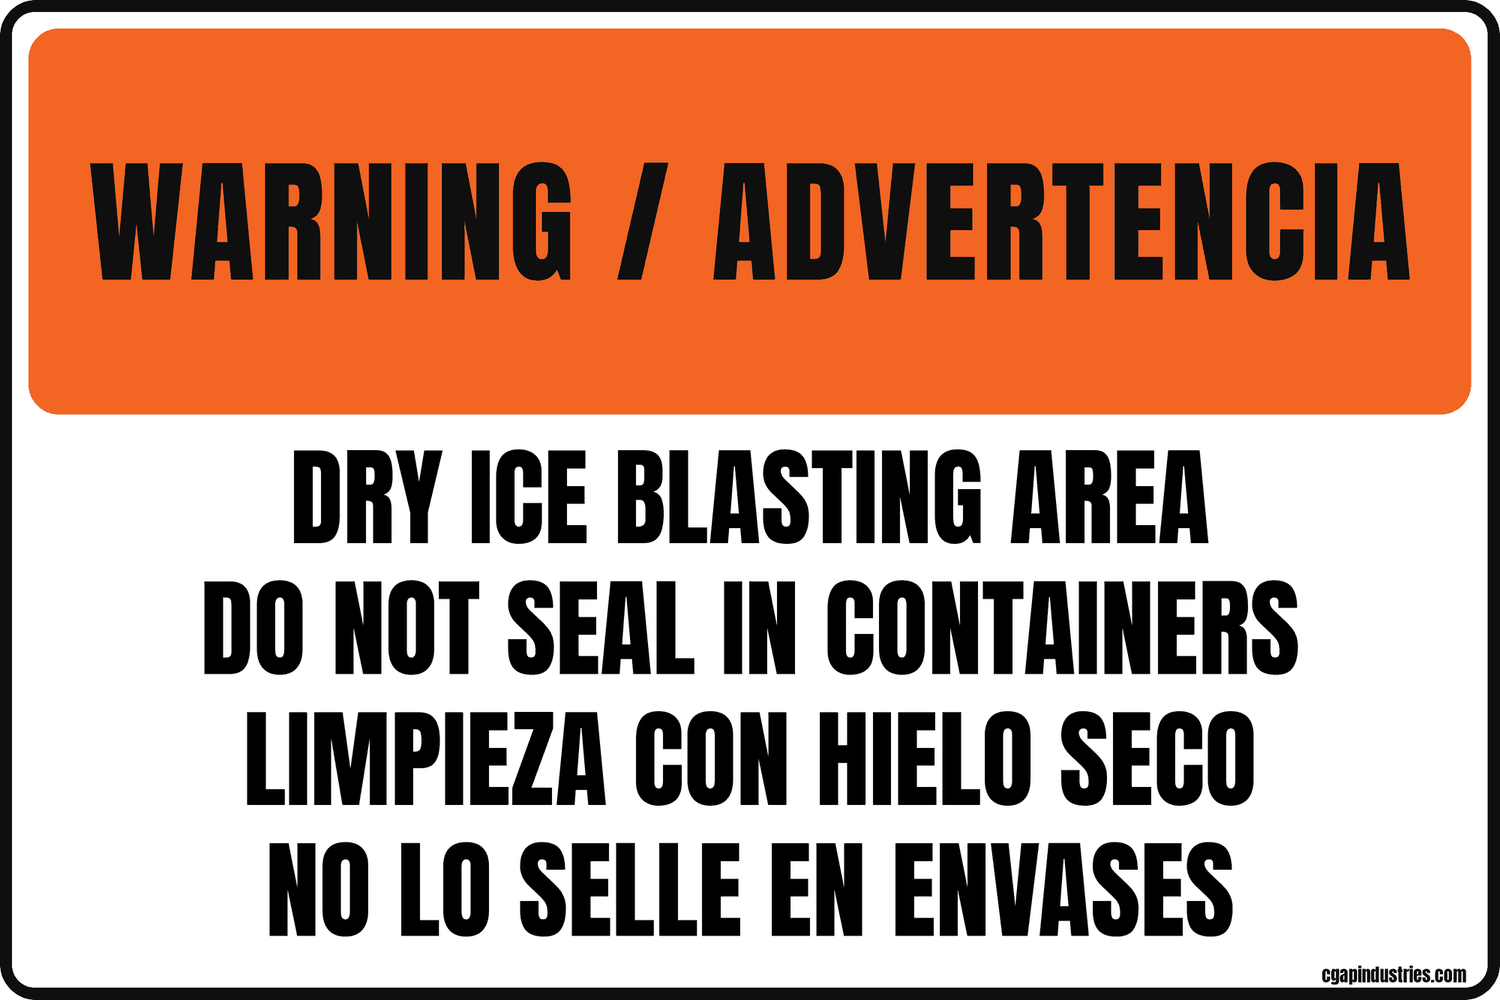 WARNING / ADVERTENCIA
DRY ICE BLASTING AREA
DO NOT SEAL IN CONTAINERS
LIMPIEZA CON HIELO SECO
NO LO SELLE EN ENVASES
cgapindustries.com